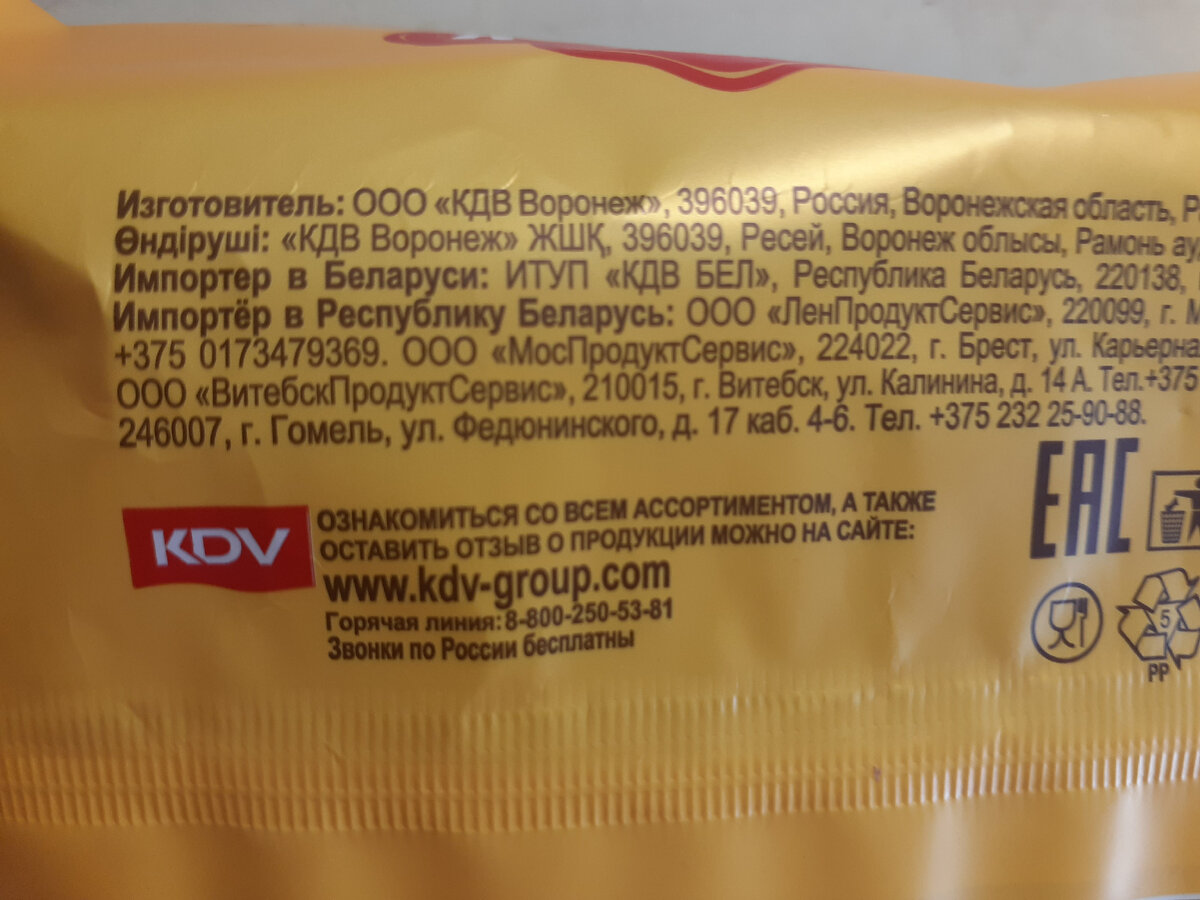 Изготовитель: ООО «КДВ Воронеж», 396039, Россия, Воронежская область, Р
Өндіруші: «КДВ Воронеж» ЖШҚ, 396039, Ресей, Воронеж облысы, Рамонь ау
Импортер в Беларуси: ИТУП «КДВ БЕЛ», Республика Беларусь, 220138,
Импортёр в Республику Беларусь: ООО «ЛенПродуктСервис», 220099, г. М
+375 0173479369. ООО «МосПродуктСервис», 224022, г. Брест, ул. Карьерна
ООО «ВитебскПродуктСервис», 210015, г. Витебск, ул. Калинина, д. 14 А. Тел.+375
246007, г. Гомель, ул. Федюнинского, д. 17 каб. 4-6. Тел. +375 232 25-90-88.
EAC
KDV
ОЗНАКОМИТЬСЯ СО ВСЕМ АССОРТИМЕНТОМ, А ТАКЖЕ
ОСТАВИТЬ ОТЗЫВ О ПРОДУКЦИИ МОЖНО НА САЙТЕ:
www.kdv-group.com
Горячая линия: 8-800-250-53-81
Звонки по России бесплатны
5
PP